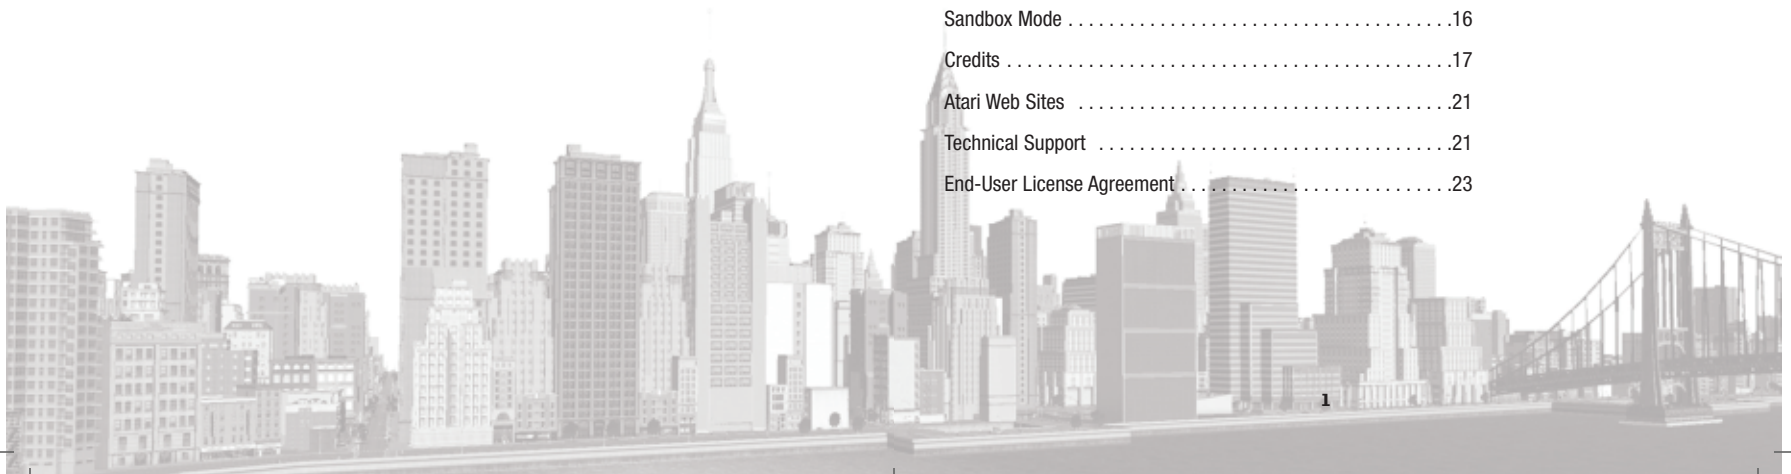 Sandbox Mode . . . . . . . . . . . . . . . . . . . . . . . . . . . . . . . . . . . . . .16
Credits . . . . . . . . . . . . . . . . . . . . . . . . . . . . . . . . . . . . . . . . . . . .17
Atari Web Sites . . . . . . . . . . . . . . . . . . . . . . . . . . . . . . . . . . . . .21
Technical Support . . . . . . . . . . . . . . . . . . . . . . . . . . . . . . . . . . .21
End-User License Agreement . . . . . . . . . . . . . . . . . . . . . . . . . . .23
1